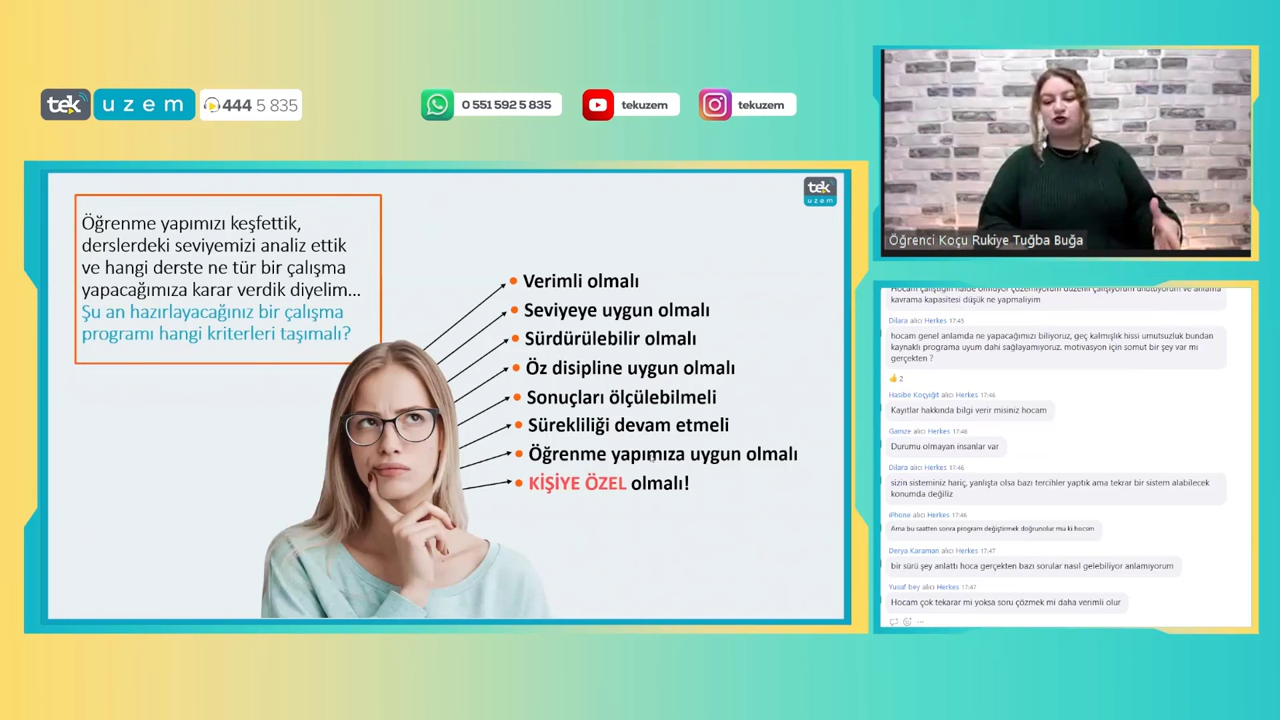 tek uzem 444 5 835
0 551 592 5 835
tekuzem
tekuzem
tek
uzem
Öğrenme yapımızı keşfettik,
derslerdeki seviyemizi analiz ettik
ve hangi derste ne tür bir çalışma
yapacağımıza karar verdik diyelim...
Şu an hazırlayacağınız bir çalışma
programı hangi kriterleri taşımalı?
• Verimli olmalı
• Seviyeye uygun olmalı
• Sürdürülebilir olmalı
• Öz disipline uygun olmalı
• Sonuçları ölçülebilmeli
• Sürekliliği devam etmeli
• Öğrenme yapımıza uygun olmalı
• KİŞİYE ÖZEL olmalı!
Öğrenci Koçu Rukiye Tuğba Buğa
kavrama kapasitesi düşük ne yapmaliyim
Dilara alıcı Herkes 17:45
hocam genel anlamda ne yapacağımızı biliyoruz, geç kalmışlık hissi umutsuzluk bundan
kaynaklı programa uyum dahi sağlayamıyoruz. motivasyon için somut bir şey var mı
gerçekten ?
👍 2
Hasibe Koçyiğit alıcı Herkes 17:46
Kayıtlar hakkında bilgi verir misiniz hocam
Gamze alıcı Herkes 17:46
Durumu olmayan insanlar var
Dilara alıcı Herkes 17:46
sizin sisteminiz hariç, yanlışta olsa bazı tercihler yaptık ama tekrar bir sistem alabilecek
konumda değiliz
iPhone alıcı Herkes 17:46
Ama bu saatten sonra program değiştirmek doğrunolur mu ki hocam
Derya Karaman alıcı Herkes 17:47
bir sürü şey anlattı hoca gerçekten bazı sorular nasıl gelebiliyor anlamıyorum
Yusuf bey alıcı Herkes 17:47
Hocam çok tekarar mi yoksa soru çözmek mi daha verimli olur